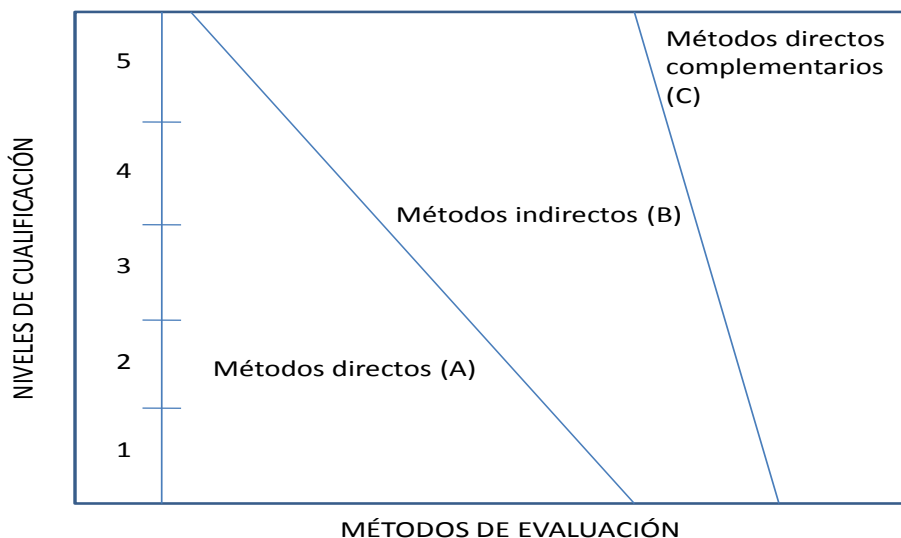 NIVELES DE CUALIFICACIÓN
5
4
3
2
1
Métodos directos
complementarios
(C)
Métodos indirectos (B)
Métodos directos (A)
MÉTODOS DE EVALUACIÓN